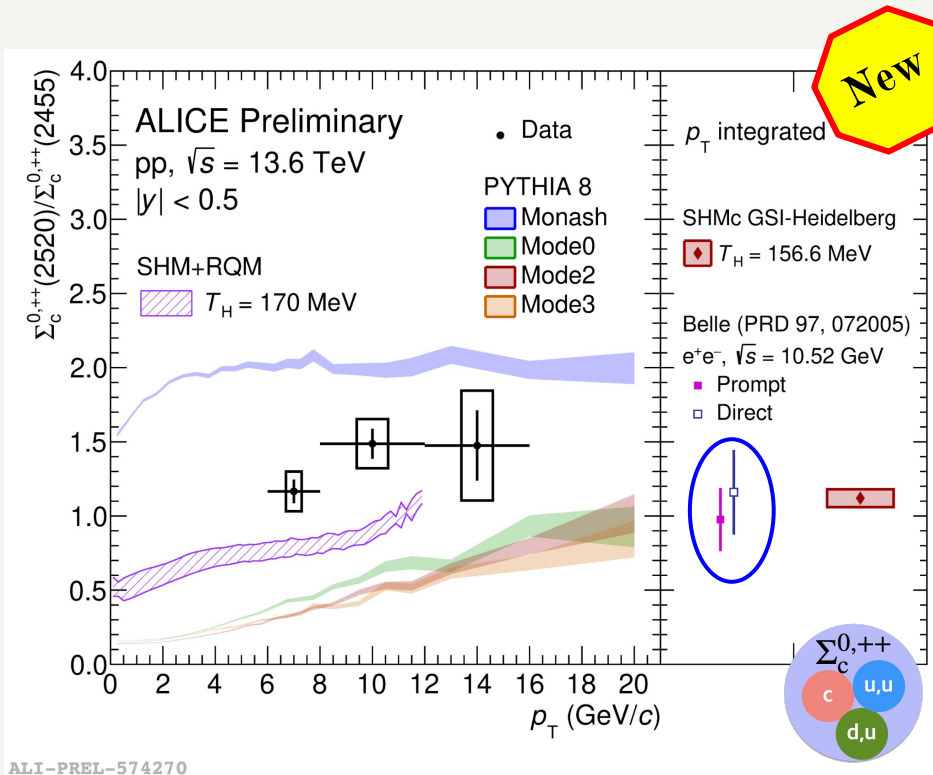 New
Σc0,++(2520)/Σc0,++(2455)
4.0
3.5
3.0
2.5
2.0
1.5
1.0
0.5
0.0
ALICE Preliminary
pp, √s = 13.6 TeV
|y| < 0.5
SHM+RQM
TH = 170 MeV
Data
PYTHIA 8
Monash
Mode0
Mode2
Mode3
pT integrated
SHMc GSI-Heidelberg
TH = 156.6 MeV
Belle (PRD 97, 072005)
e+e−, √s = 10.52 GeV
Prompt
Direct
0 2 4 6 8 10 12 14 16 18 20
pT (GeV/c)
Σc0,++
c
u,u
d,u
ALI-PREL-574270